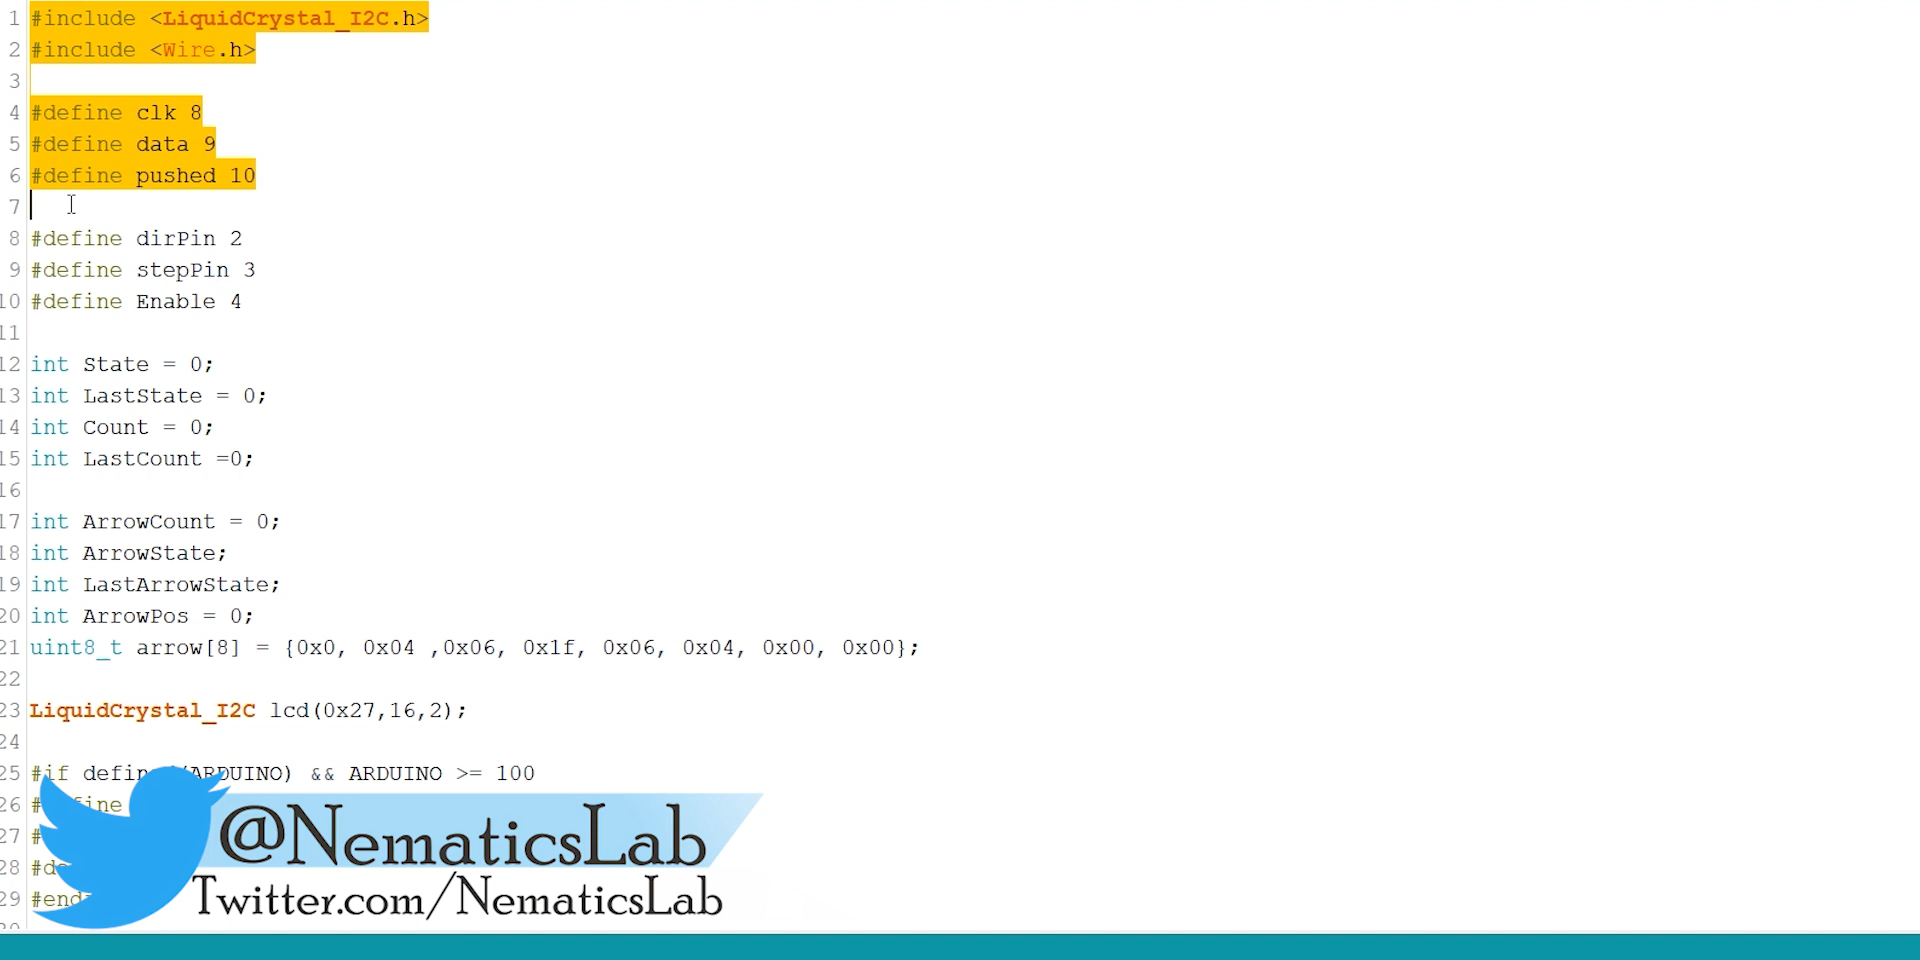 1 #include <LiquidCrystal_I2C.h>
2 #include <Wire.h>
3
4 #define clk 8
5 #define data 9
6 #define pushed 10
7
8 #define dirPin 2
9 #define stepPin 3
10 #define Enable 4
11
12 int State = 0;
13 int LastState = 0;
14 int Count = 0;
15 int LastCount =0;
16
17 int ArrowCount = 0;
18 int ArrowState;
19 int LastArrowState;
20 int ArrowPos = 0;
21 uint8_t arrow[8] = {0x0, 0x04 ,0x06, 0x1f, 0x06, 0x04, 0x00, 0x00};
22
23 LiquidCrystal_I2C lcd(0x27,16,2);
24
25 #if (ARDUINO) && ARDUINO >= 100
26
27 #
28
29
@NematicsLab
Twitter.com/NematicsLab